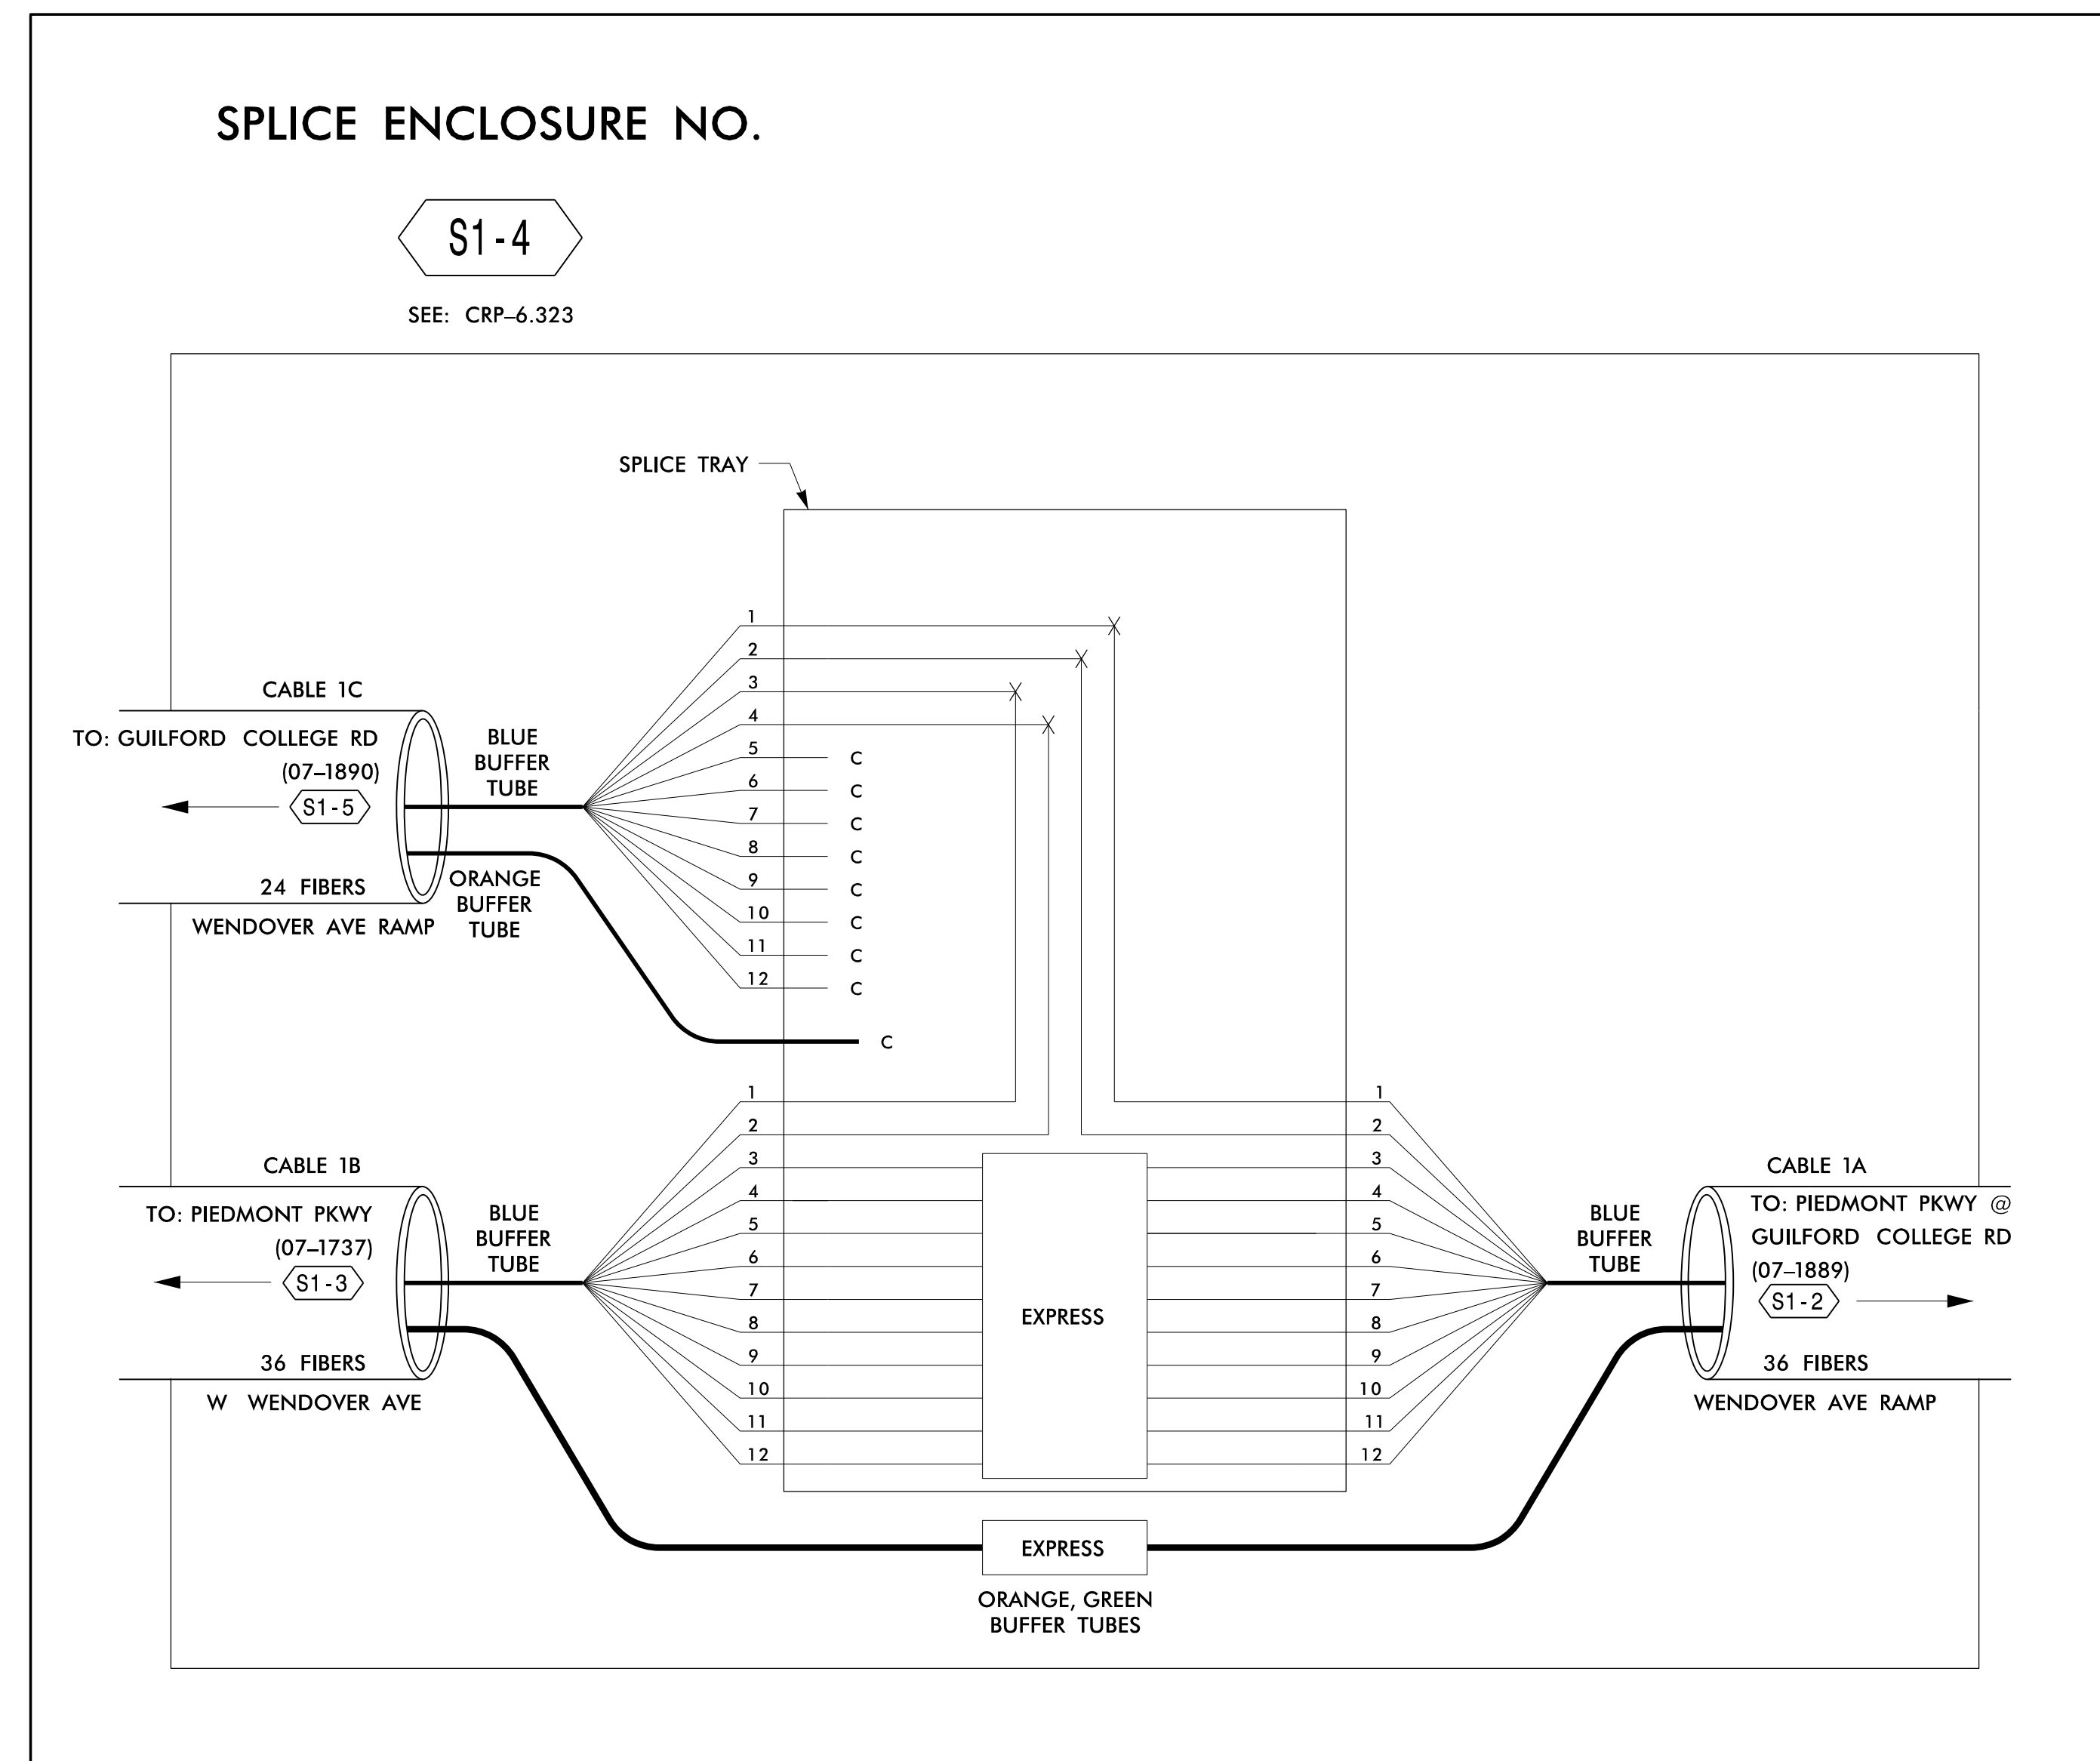 SPLICE ENCLOSURE NO.
S1-4
SEE: CRP–6.323
SPLICE TRAY
CABLE 1C
TO: GUILFORD COLLEGE RD
(07–1890)
S1-5
24 FIBERS
WENDOVER AVE RAMP
BLUE
BUFFER
TUBE
ORANGE
BUFFER
TUBE
1
2
3
4
5 C
6 C
7 C
8 C
9 C
10 C
11 C
12 C
C
CABLE 1B
TO: PIEDMONT PKWY
(07–1737)
S1-3
36 FIBERS
W WENDOVER AVE
BLUE
BUFFER
TUBE
1
2
3
4
5
6
7
8
9
10
11
12
EXPRESS
1
2
3
4
5
6
7
8
9
10
11
12
BLUE
BUFFER
TUBE
CABLE 1A
TO: PIEDMONT PKWY @
GUILFORD COLLEGE RD
(07–1889)
S1-2
36 FIBERS
WENDOVER AVE RAMP
EXPRESS
ORANGE, GREEN
BUFFER TUBES